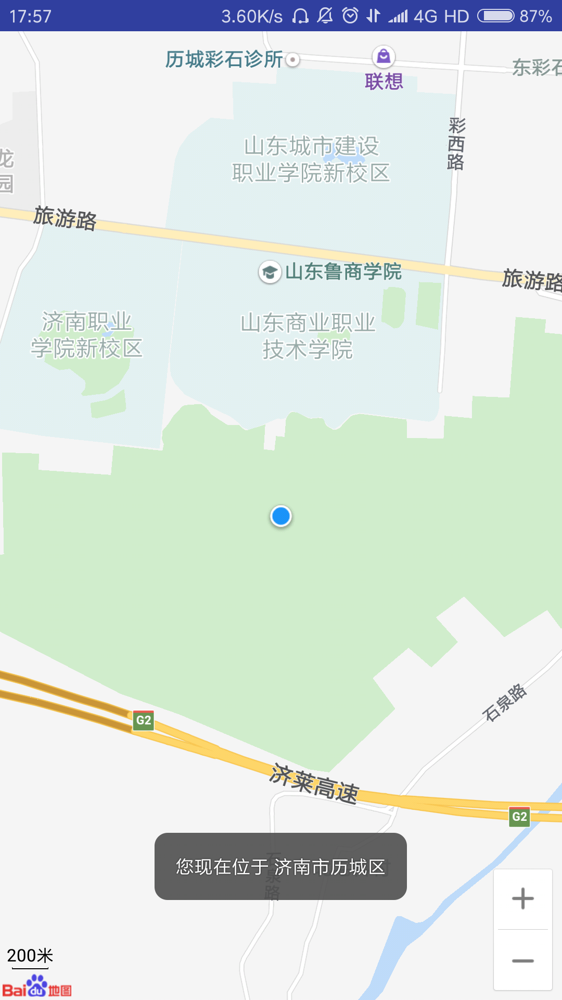 17:57 3.60K/s 4G HD 87%
历城彩石诊所
联想
东彩石
彩西路
山东城市建设
职业学院新校区
龙
园
旅游路
山东鲁商学院
旅游路
济南职业
学院新校区
山东商业职业
技术学院
石泉路
G2
济莱高速
G2
石泉路
您现在位于 济南市历城区
200米
Baidu地图